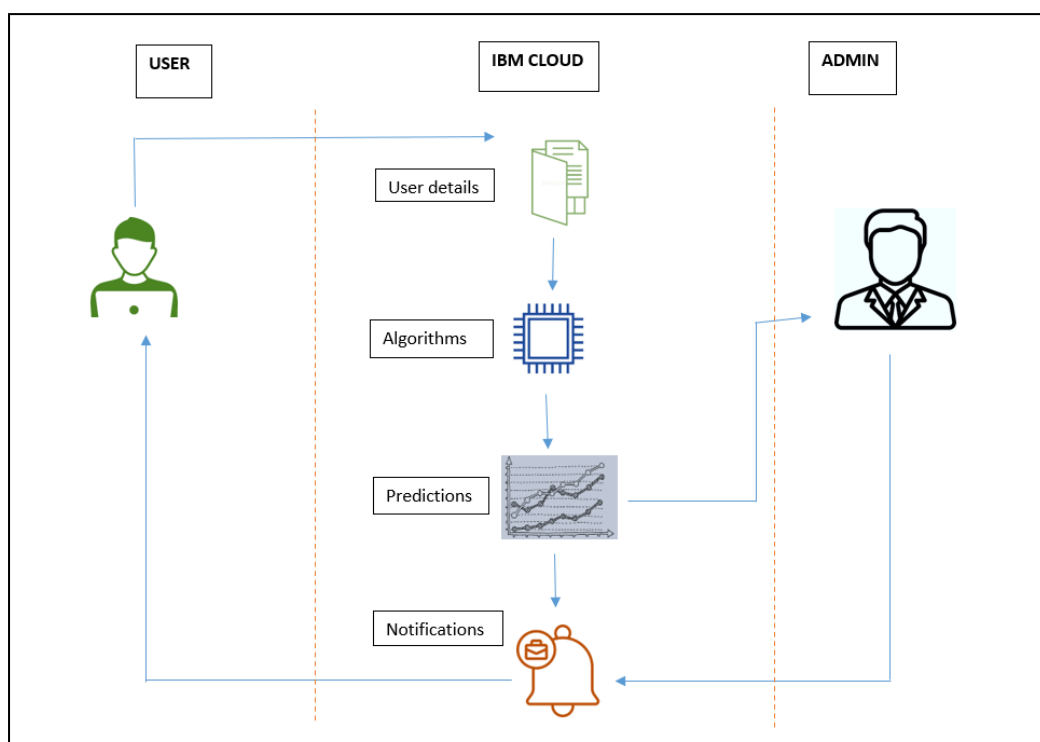 USER
IBM CLOUD
ADMIN
User details
Algorithms
Predictions
Notifications